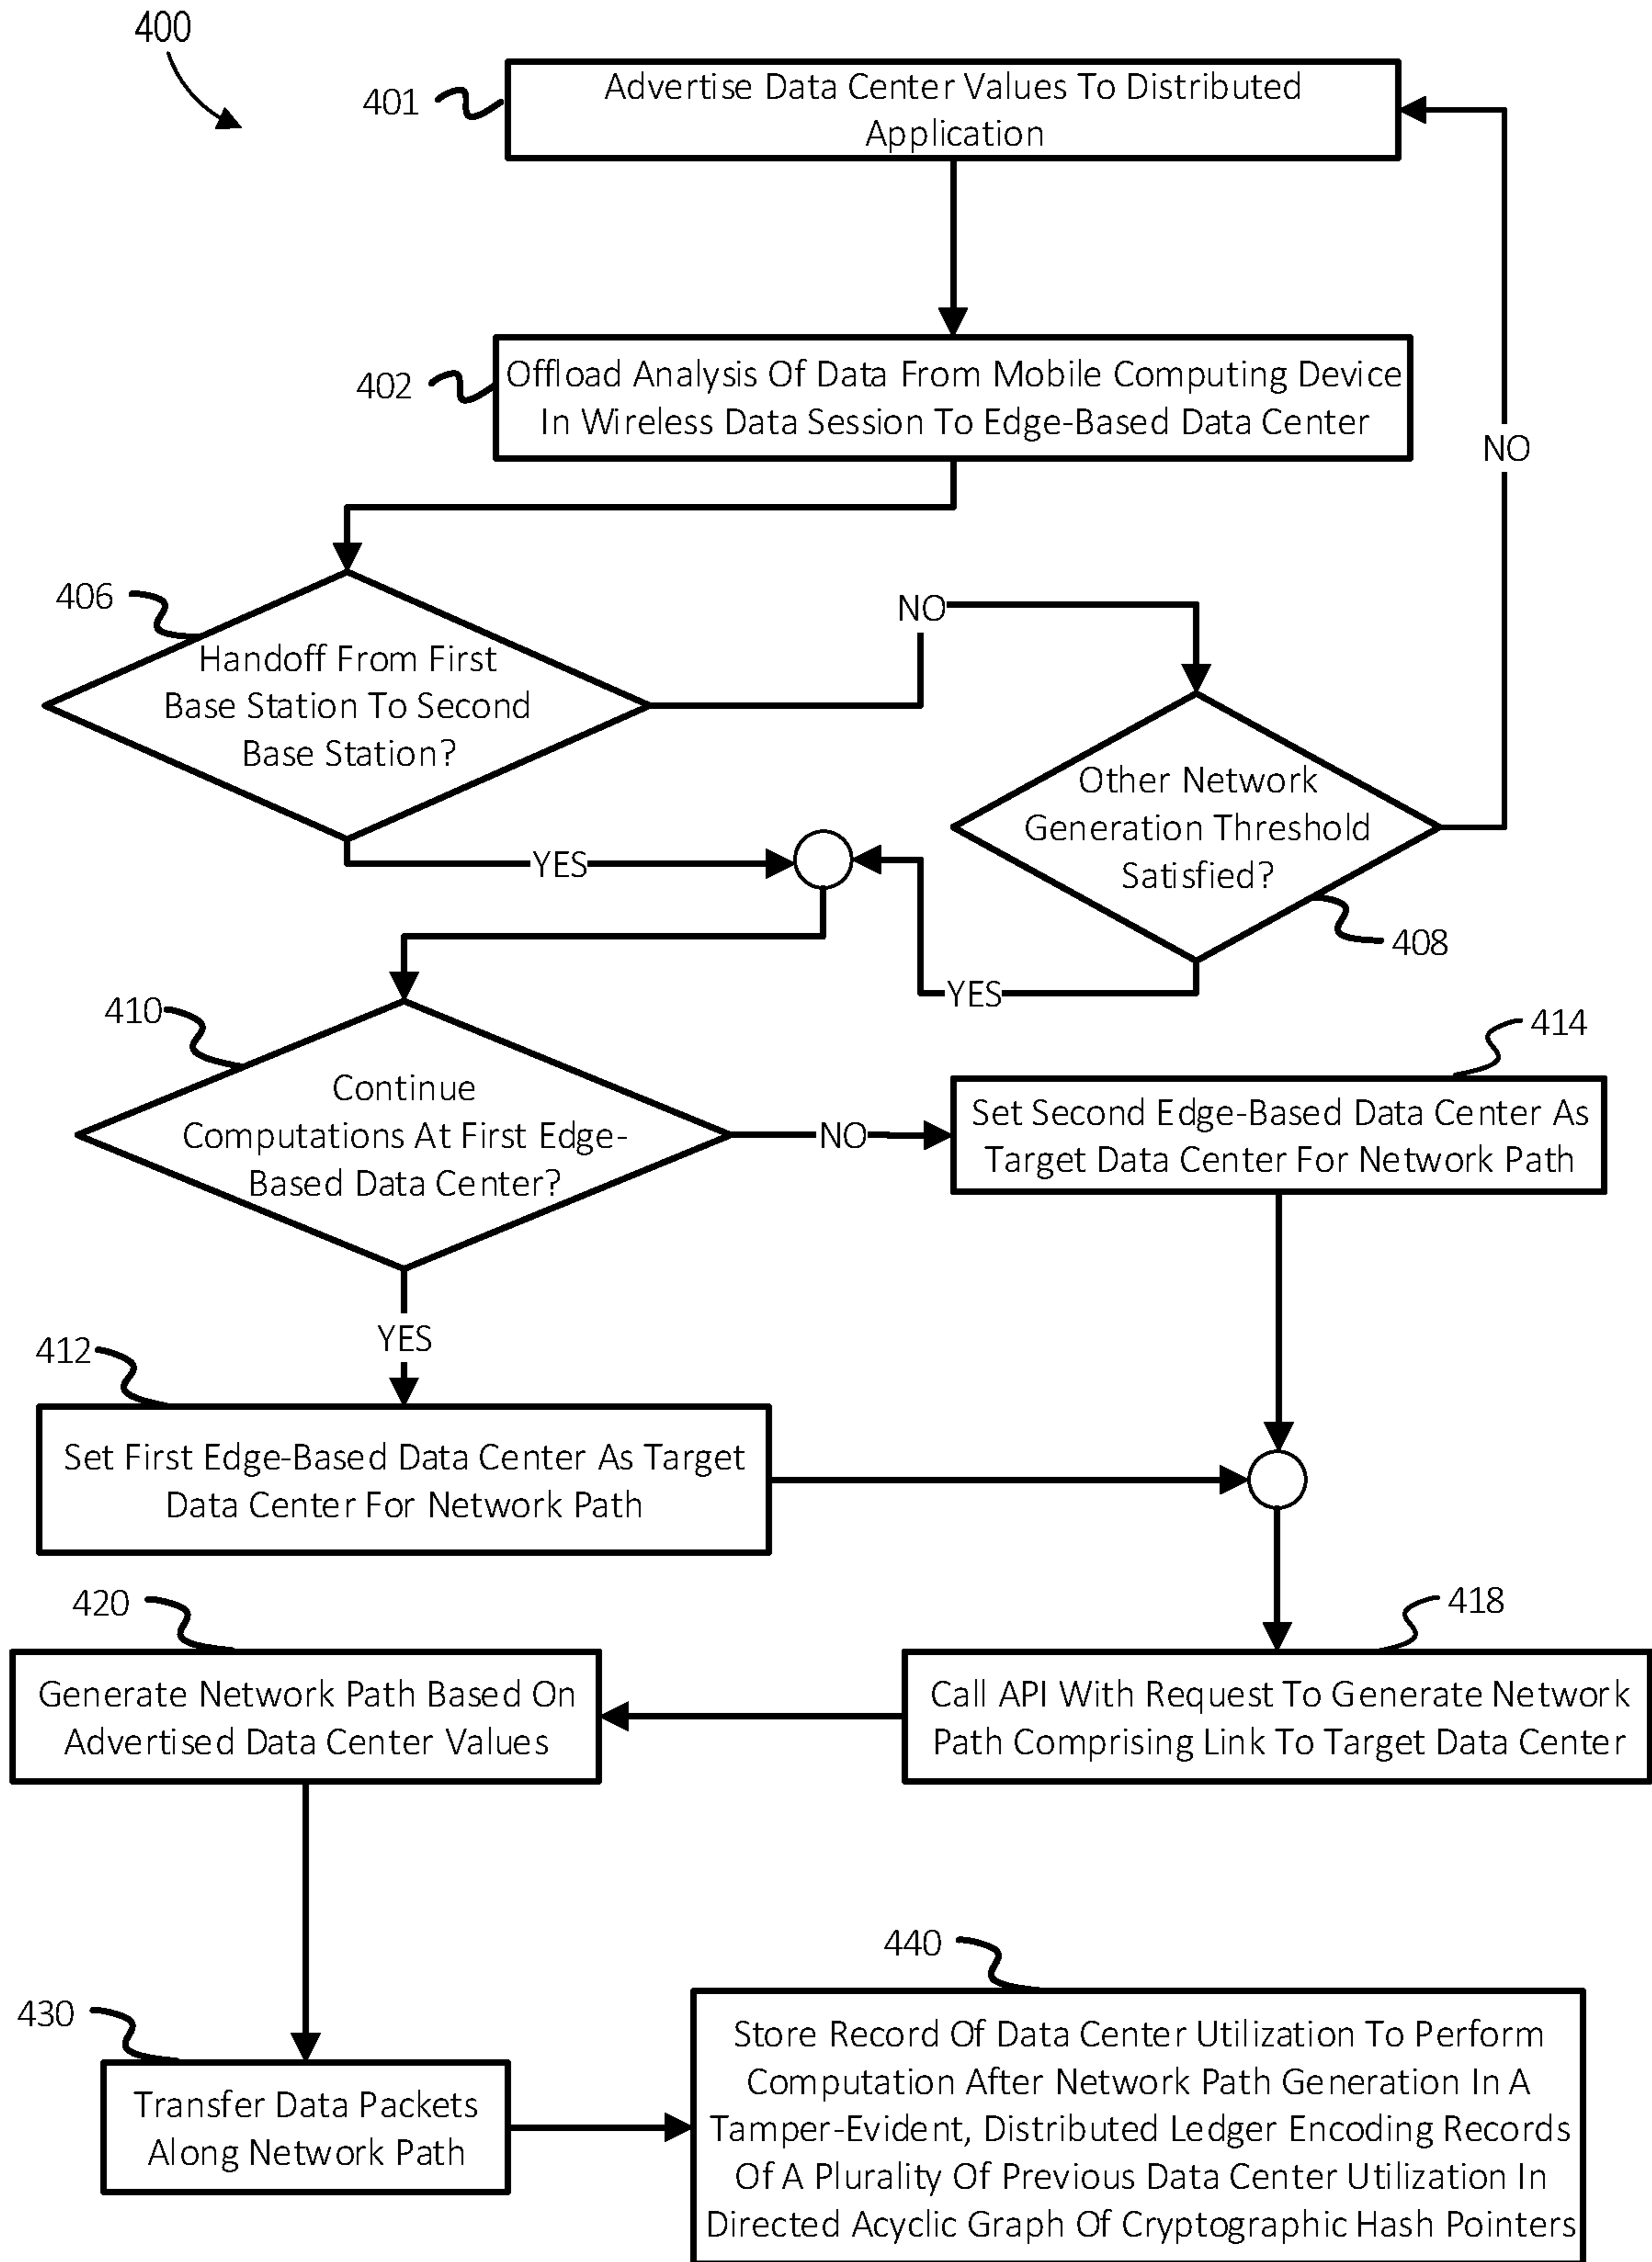 400
401
Advertise Data Center Values To Distributed
Application
402
Offload Analysis Of Data From Mobile Computing Device
In Wireless Data Session To Edge-Based Data Center
NO
406
NO
Handoff From First
Base Station To Second
Base Station?
Other Network
Generation Threshold
Satisfied?
YES
408
YES
410
414
Continue
Computations At First Edge-
Based Data Center?
NO
Set Second Edge-Based Data Center As
Target Data Center For Network Path
YES
412
Set First Edge-Based Data Center As Target
Data Center For Network Path
420
418
Generate Network Path Based On
Advertised Data Center Values
Call API With Request To Generate Network
Path Comprising Link To Target Data Center
440
430
Transfer Data Packets
Along Network Path
Store Record Of Data Center Utilization To Perform
Computation After Network Path Generation In A
Tamper-Evident, Distributed Ledger Encoding Records
Of A Plurality Of Previous Data Center Utilization In
Directed Acyclic Graph Of Cryptographic Hash Pointers